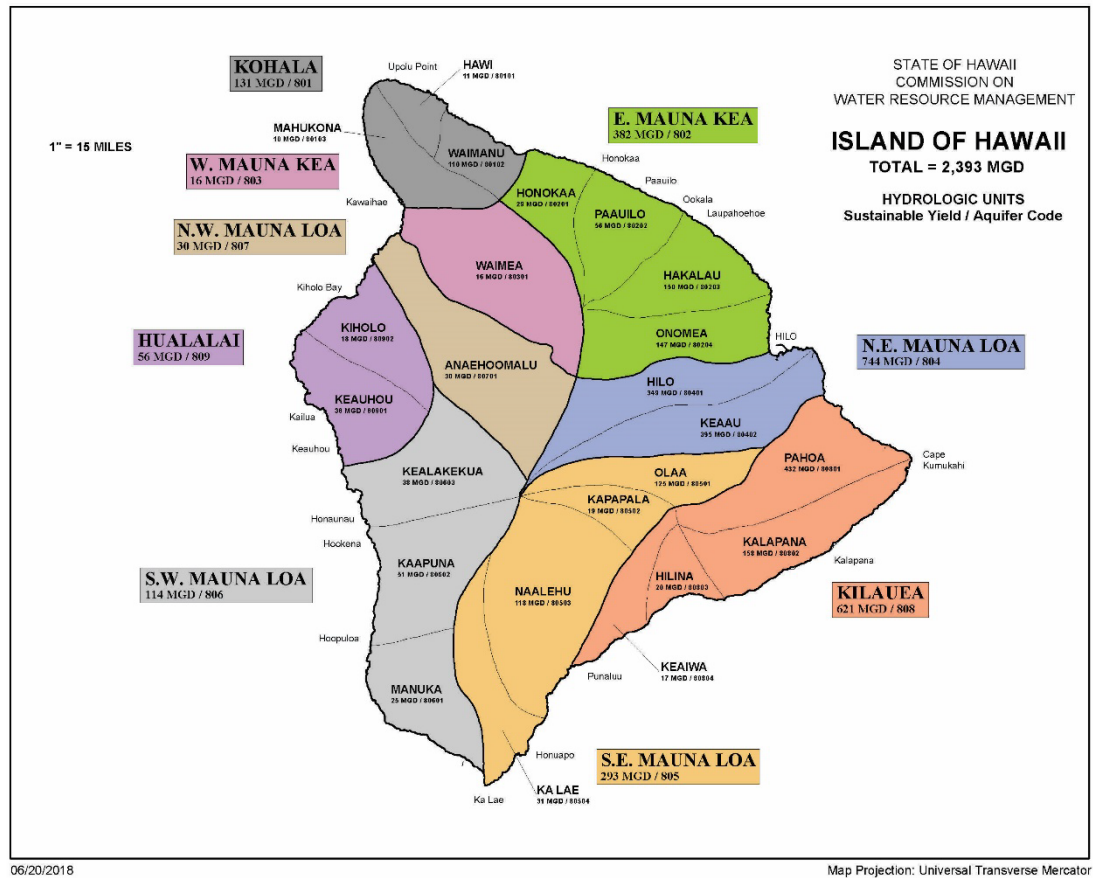 STATE OF HAWAII
COMMISSION ON
WATER RESOURCE MANAGEMENT
ISLAND OF HAWAII
TOTAL = 2,393 MGD
HYDROLOGIC UNITS
Sustainable Yield / Aquifer Code
1" = 15 MILES
KOHALA
131 MGD / 801
Upolu Point
HAWI
11 MGD / 80101
MAHUKONA
10 MGD / 80103
WAIMANU
110 MGD / 80102
E. MAUNA KEA
382 MGD / 802
Honokaa
Paauilo
Ookala
Laupahoehoe
HONOKAA
29 MGD / 80201
PAAUILO
56 MGD / 80202
HAKALAU
150 MGD / 80203
ONOMEA
147 MGD / 80204
W. MAUNA KEA
16 MGD / 803
Kawaihae
WAIMEA
16 MGD / 80301
N.W. MAUNA LOA
30 MGD / 807
ANAEHOOMALU
30 MGD / 80701
Kiholo Bay
HUALALAI
56 MGD / 809
KIHOLO
18 MGD / 80902
KEAUHOU
38 MGD / 80901
Kailua
Keauhou
HILO
N.E. MAUNA LOA
744 MGD / 804
HILO
349 MGD / 80401
KEAAU
395 MGD / 80402
KEALAKEKUA
38 MGD / 80603
Honaunau
Hookena
KAAPUNA
51 MGD / 80602
S.W. MAUNA LOA
114 MGD / 806
Hoopuloa
MANUKA
25 MGD / 80601
OLAA
125 MGD / 80501
KAPAPALA
19 MGD / 80502
NAALEHU
118 MGD / 80503
PAHOA
432 MGD / 80801
Cape
Kumukahi
KALAPANA
158 MGD / 80802
Kalapana
HILINA
20 MGD / 80803
KILAUEA
621 MGD / 808
KEAIWA
17 MGD / 80804
Punaluu
Honuapo
S.E. MAUNA LOA
293 MGD / 805
KA LAE
31 MGD / 80504
Ka Lae
06/20/2018
Map Projection: Universal Transverse Mercator